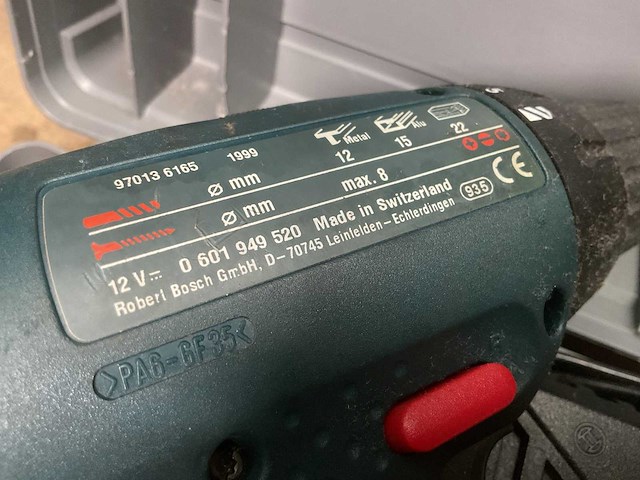 97013 6165 1999 Metal Alu
ø mm 12 15 22
ø mm max. 8
12 V 0 601 949 520 Made in Switzerland 935 CE
Robert Bosch GmbH, D-70745 Leinfelden-Echterdingen
>PA6-GF35<